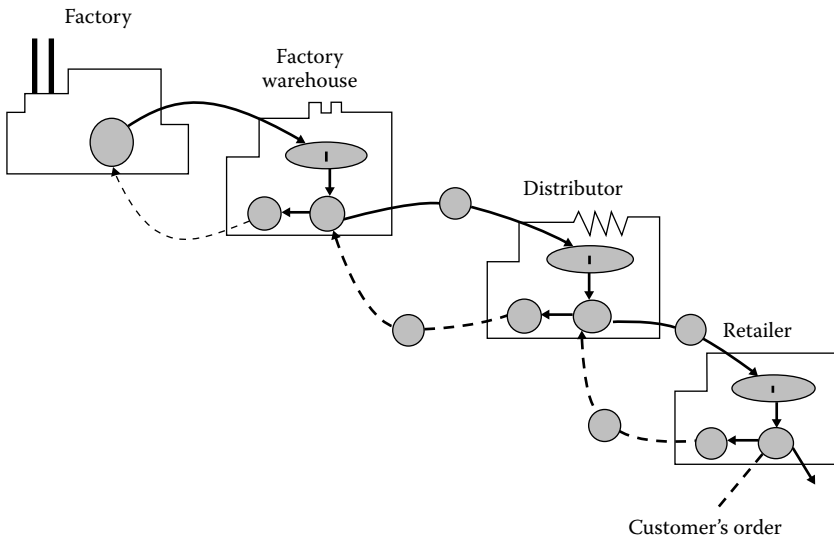 Factory
Factory
warehouse
I
Distributor
I
Retailer
I
Customer's order